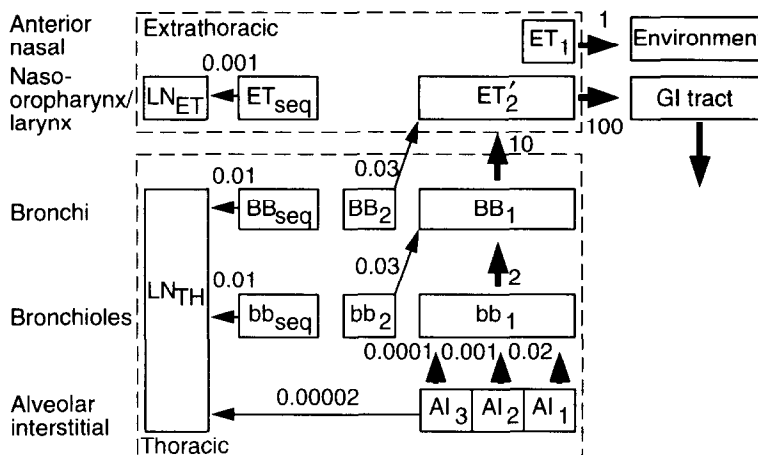 Anterior nasal
Extrathoracic
ET1
1
Environmen
Naso-oropharynx/larynx
0.001
LNET
ETseq
ET2′
100
GI tract
10
0.03
0.01
Bronchi
BBseq
BB2
BB1
0.03
2
0.01
LNTH
Bronchioles
bbseq
bb2
bb1
0.0001
0.001
0.02
0.00002
Alveolar interstitial
AI3
AI2
AI1
Thoracic